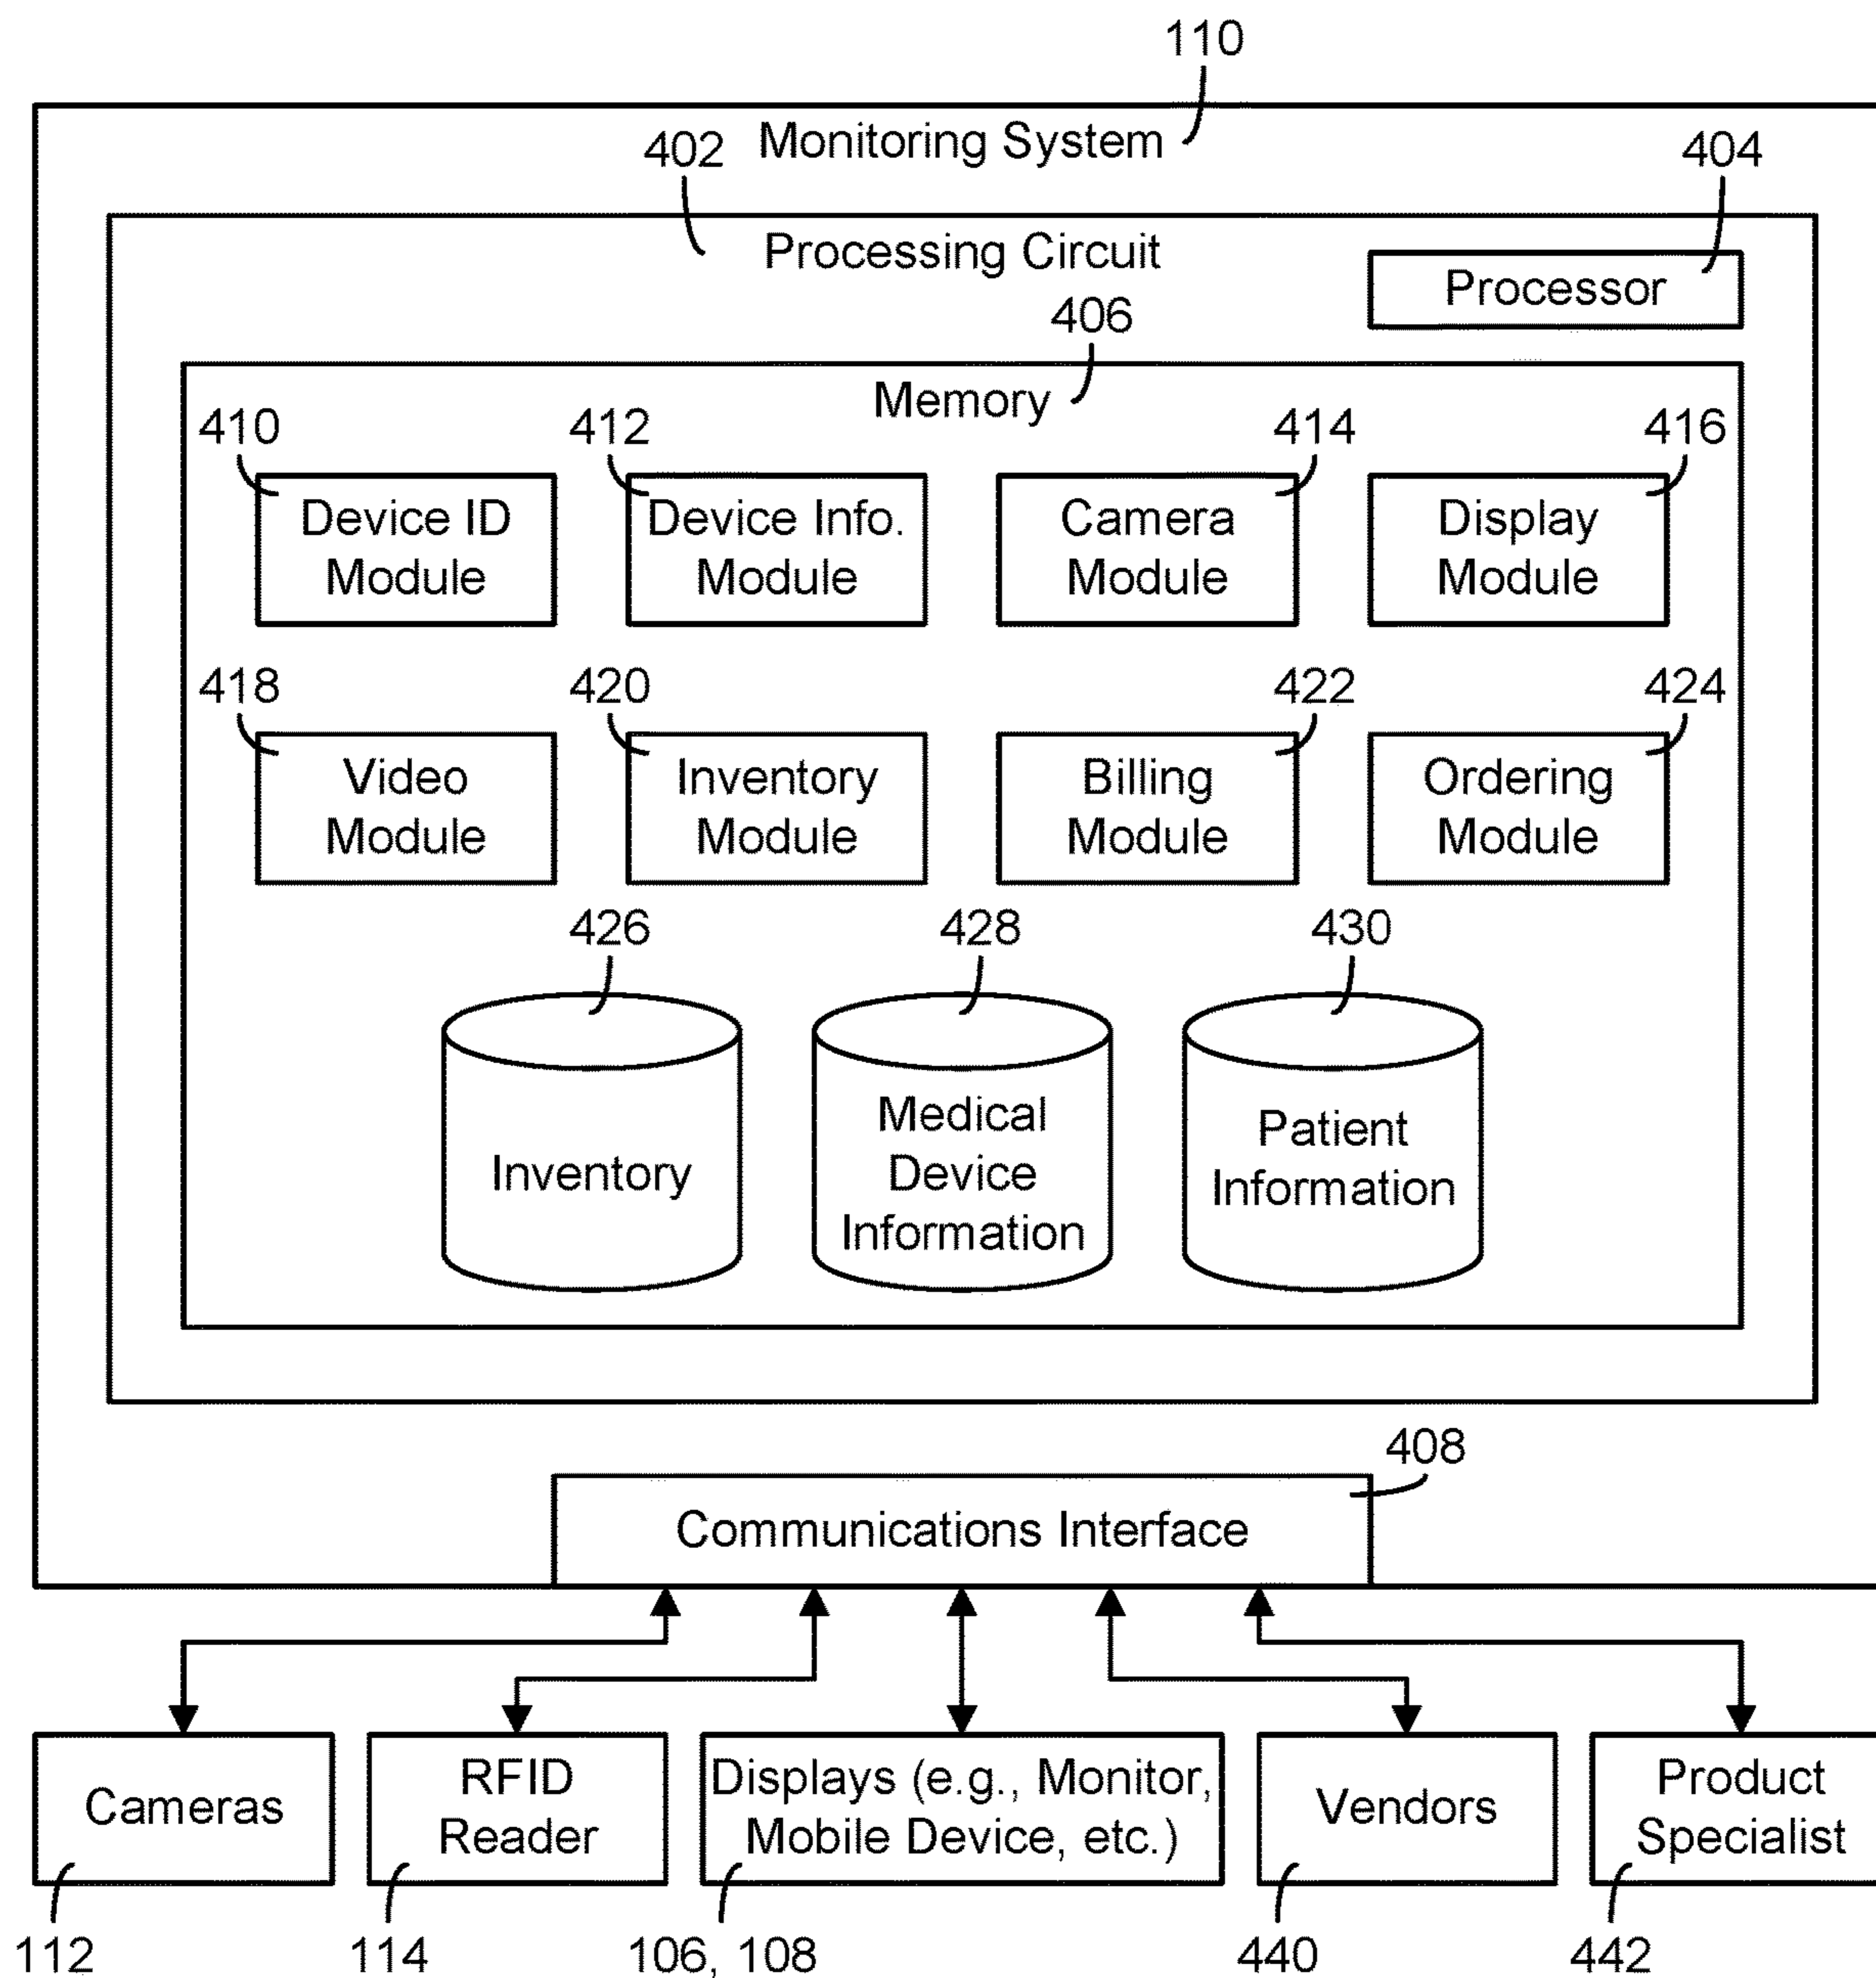 110
Monitoring System
402
404
Processing Circuit
Processor
406
Memory
410
412
414
416
Device ID
Module
Device Info.
Module
Camera
Module
Display
Module
418
420
422
424
Video
Module
Inventory
Module
Billing
Module
Ordering
Module
426
428
430
Inventory
Medical
Device
Information
Patient
Information
408
Communications Interface
Cameras
RFID
Reader
Displays (e.g., Monitor,
Mobile Device, etc.)
Vendors
Product
Specialist
112
114
106, 108
440
442